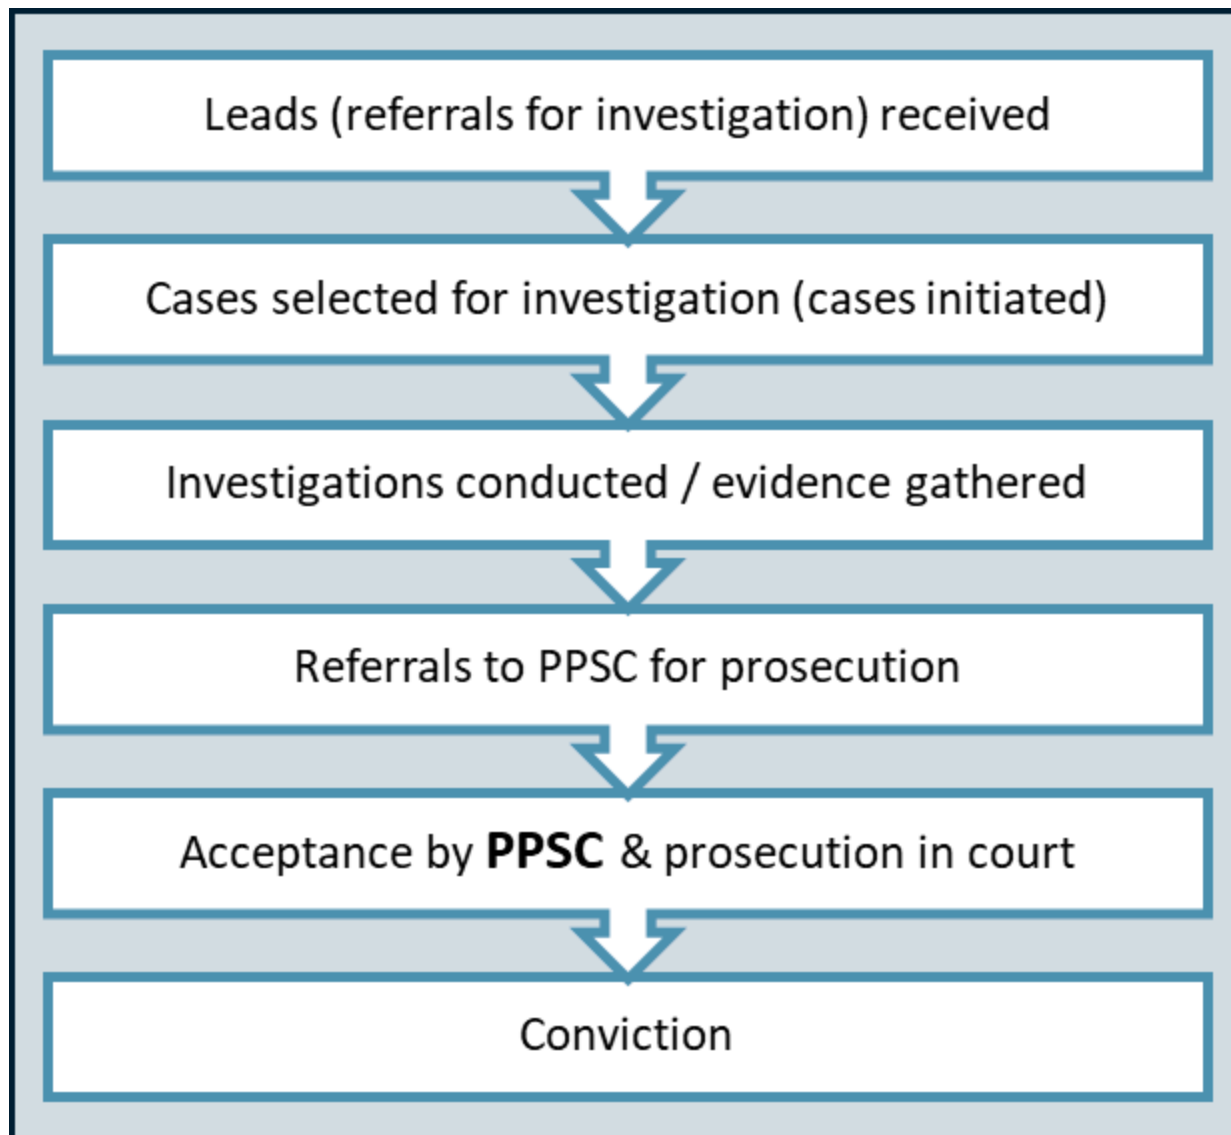 Leads (referrals for investigation) received
Cases selected for investigation (cases initiated)
Investigations conducted / evidence gathered
Referrals to PPSC for prosecution
Acceptance by PPSC & prosecution in court
Conviction